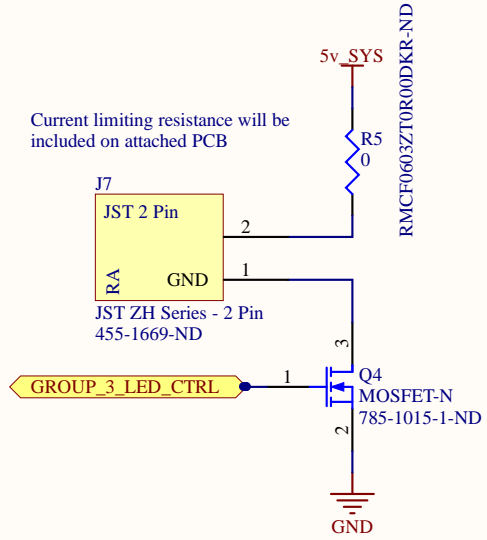 5v_SYS
Current limiting resistance will be
included on attached PCB
R5
0
RMCF0603ZT0R00DKR-ND
J7
JST 2 Pin
2
1
GND
RA
JST ZH Series - 2 Pin
455-1669-ND
3
GROUP_3_LED_CTRL
1
Q4
MOSFET-N
785-1015-1-ND
2
GND